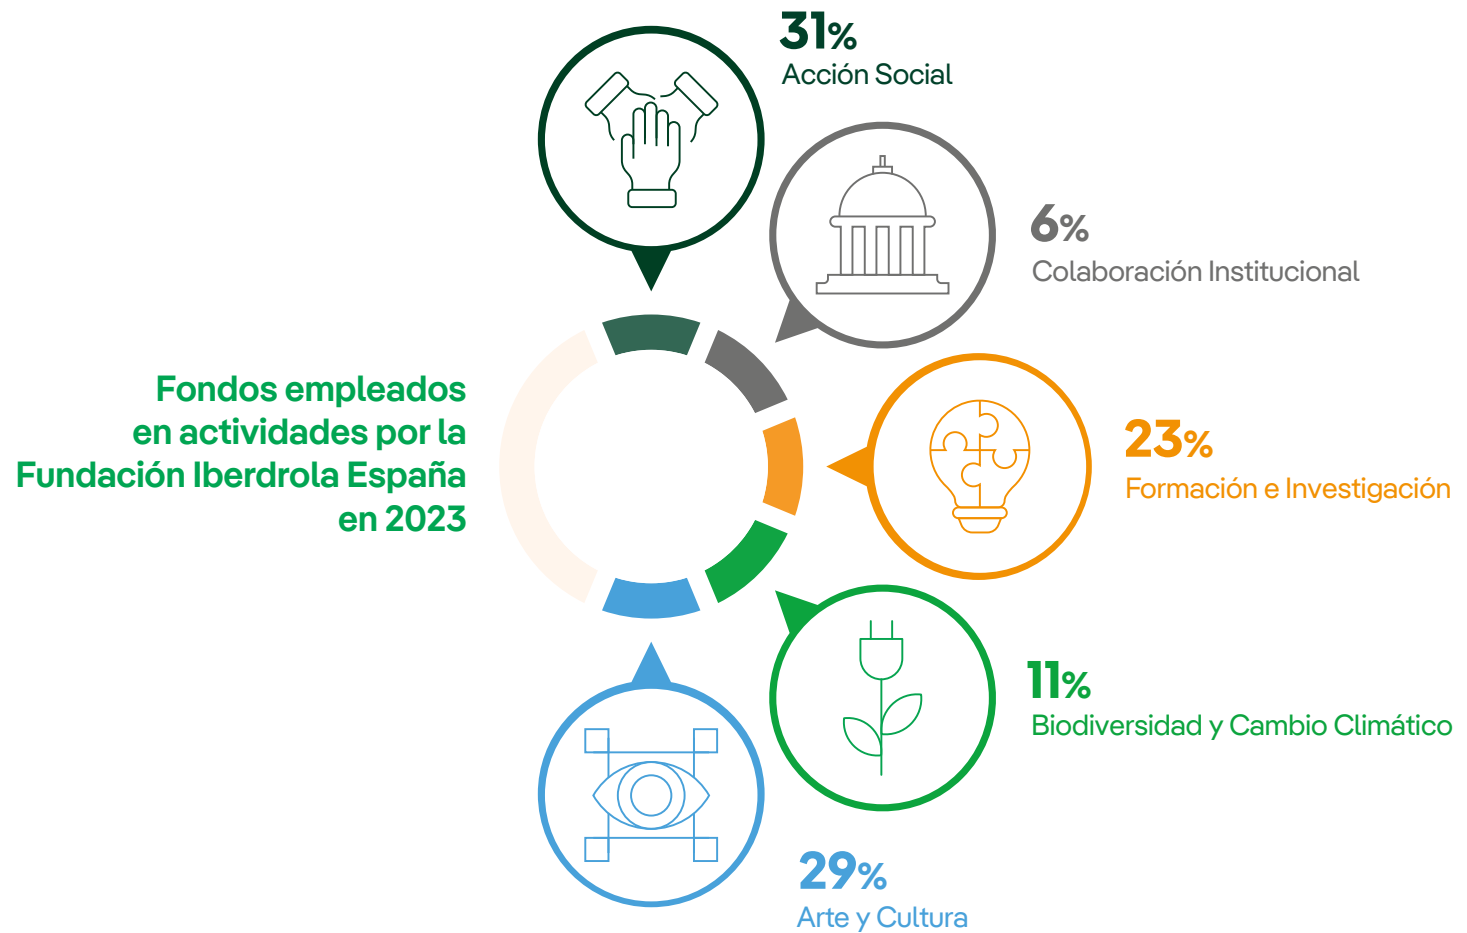 Fondos empleados
en actividades por la
Fundación Iberdrola España
en 2023
31%
Acción Social
6%
Colaboración Institucional
23%
Formación e Investigación
11%
Biodiversidad y Cambio Climático
29%
Arte y Cultura